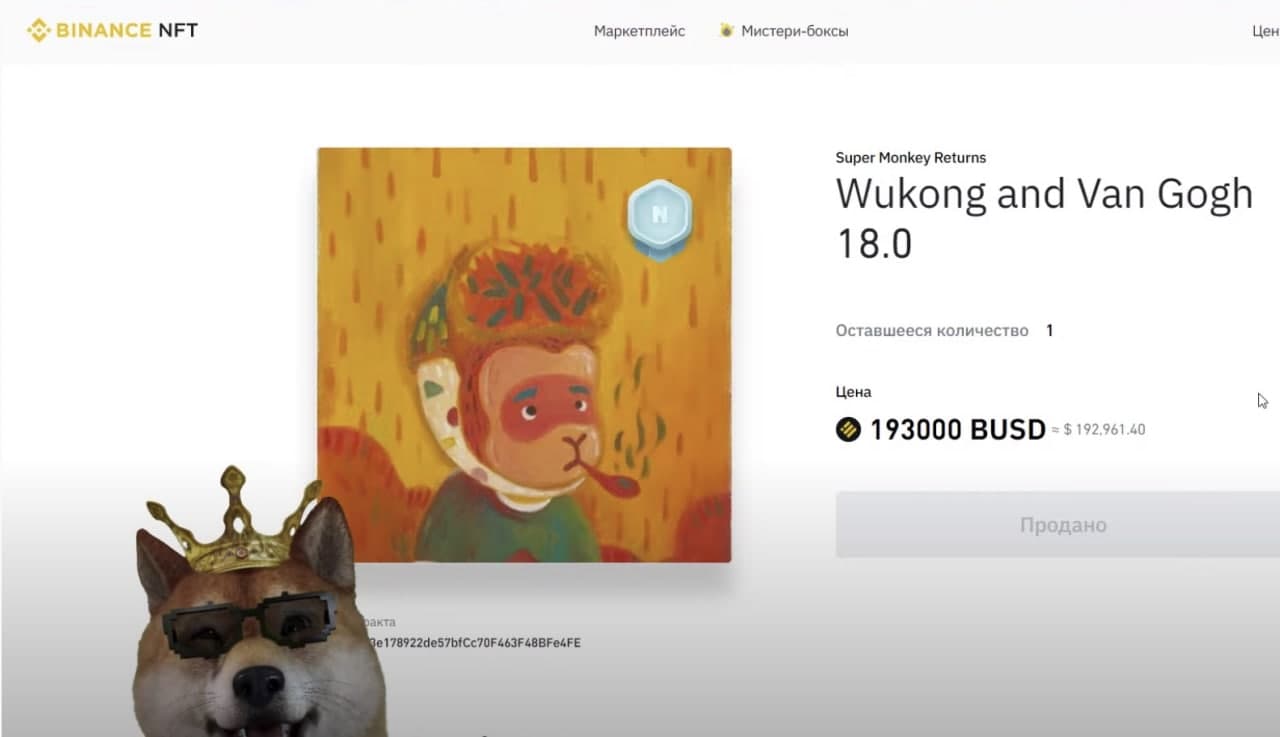 BINANCE NFT
Маркетплейс
Мистери-боксы
Цен
Super Monkey Returns
Wukong and Van Gogh
18.0
Оставшееся количество 1
Цена
193000 BUSD ≈ $ 192,961.40
Продано
N
ракта
3e178922de57bfCc70F463F48BFe4FE